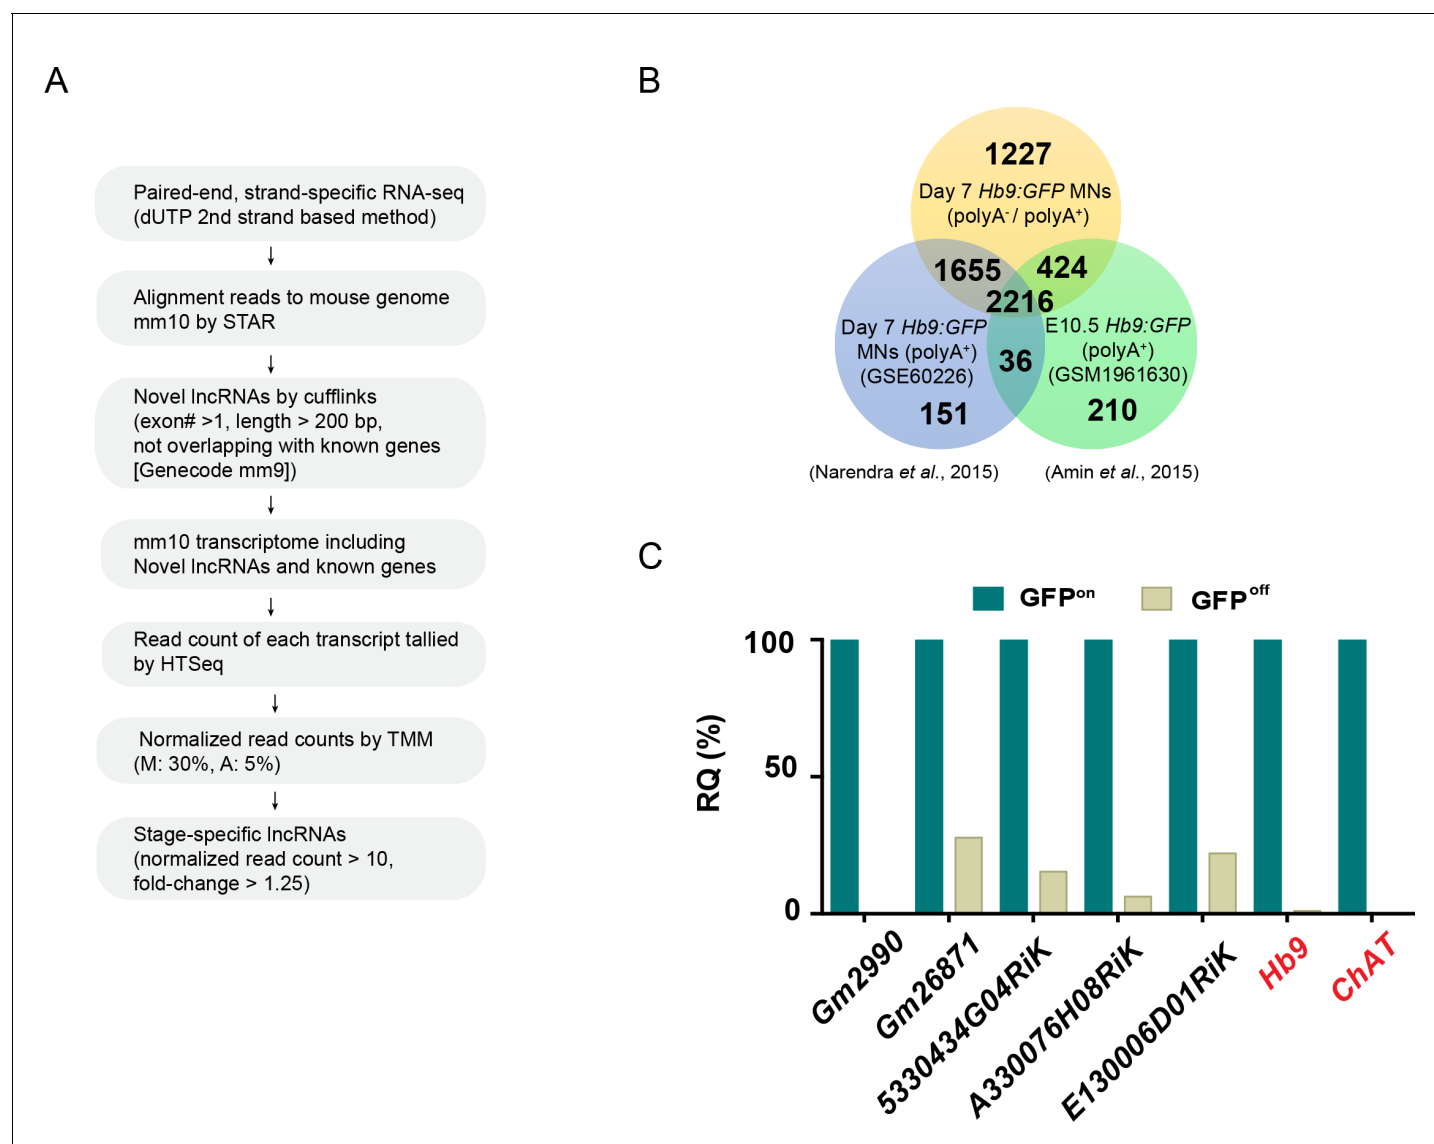 A
Paired-end, strand-specific RNA-seq
(dUTP 2nd strand based method)
↓
Alignment reads to mouse genome
mm10 by STAR
↓
Novel lncRNAs by cufflinks
(exon# >1, length > 200 bp,
not overlapping with known genes
[Genecode mm9])
↓
mm10 transcriptome including
Novel lncRNAs and known genes
↓
Read count of each transcript tallied
by HTSeq
↓
Normalized read counts by TMM
(M: 30%, A: 5%)
↓
Stage-specific lncRNAs
(normalized read count > 10,
fold-change > 1.25)
B
1227
Day 7 Hb9:GFP MNs
(polyA⁻ / polyA⁺)
1655
424
2216
Day 7 Hb9:GFP
MNs (polyA⁺)
(GSE60226)
151
36
E10.5 Hb9:GFP
(polyA⁺)
(GSM1961630)
210
(Narendra et al., 2015)
(Amin et al., 2015)
C
GFPᵒⁿ
GFPᵒᶠᶠ
RQ (%)
100
50
0
Gm2990
Gm26871
5330434G04RiK
A330076H08RiK
E130006D01RiK
Hb9
ChAT